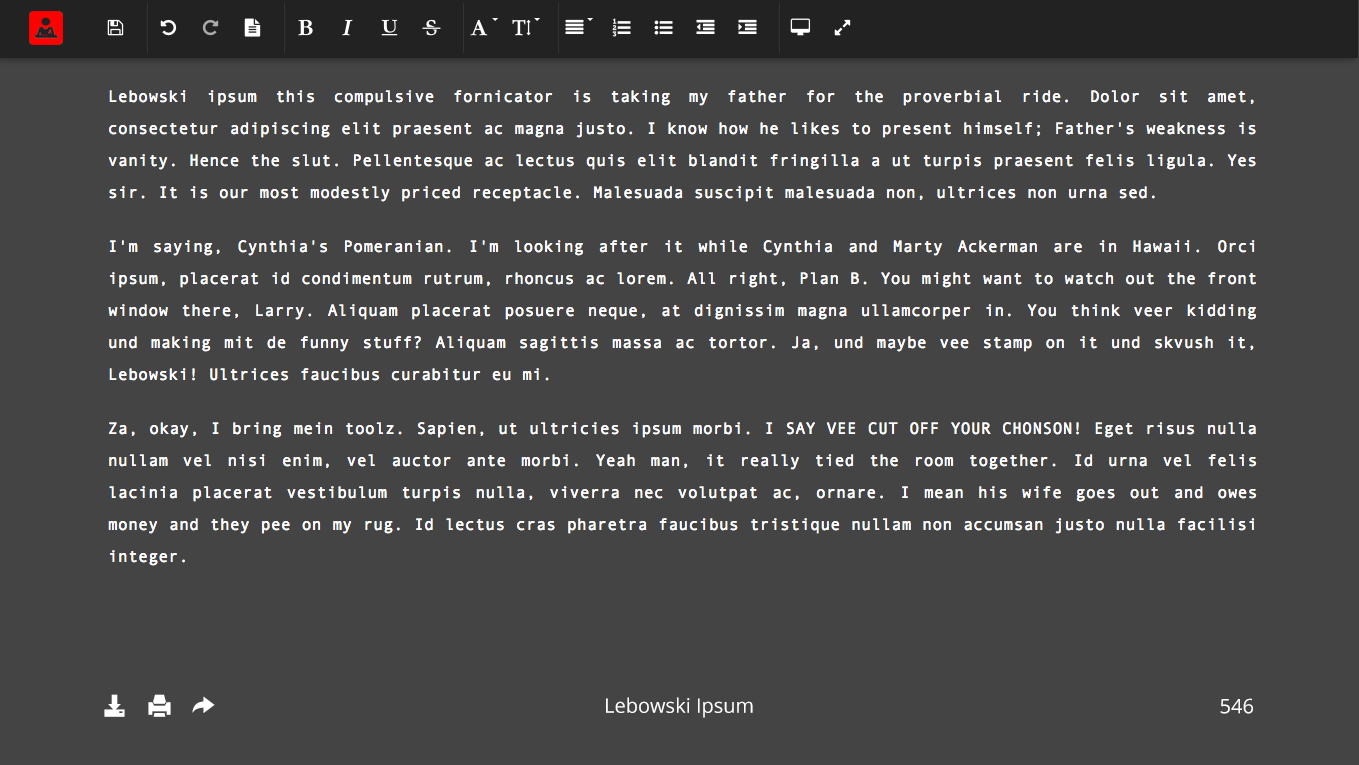 B I U S A T
Lebowski ipsum this compulsive fornicator is taking my father for the proverbial ride. Dolor sit amet,
consectetur adipiscing elit praesent ac magna justo. I know how he likes to present himself; Father's weakness is
vanity. Hence the slut. Pellentesque ac lectus quis elit blandit fringilla a ut turpis praesent felis ligula. Yes
sir. It is our most modestly priced receptacle. Malesuada suscipit malesuada non, ultrices non urna sed.
I'm saying, Cynthia's Pomeranian. I'm looking after it while Cynthia and Marty Ackerman are in Hawaii. Orci
ipsum, placerat id condimentum rutrum, rhoncus ac lorem. All right, Plan B. You might want to watch out the front
window there, Larry. Aliquam placerat posuere neque, at dignissim magna ullamcorper in. You think veer kidding
und making mit de funny stuff? Aliquam sagittis massa ac tortor. Ja, und maybe vee stamp on it und skvush it,
Lebowski! Ultrices faucibus curabitur eu mi.
Za, okay, I bring mein toolz. Sapien, ut ultricies ipsum morbi. I SAY VEE CUT OFF YOUR CHONSON! Eget risus nulla
nullam vel nisi enim, vel auctor ante morbi. Yeah man, it really tied the room together. Id urna vel felis
lacinia placerat vestibulum turpis nulla, viverra nec volutpat ac, ornare. I mean his wife goes out and owes
money and they pee on my rug. Id lectus cras pharetra faucibus tristique nullam non accumsan justo nulla facilisi
integer.
Lebowski Ipsum
546